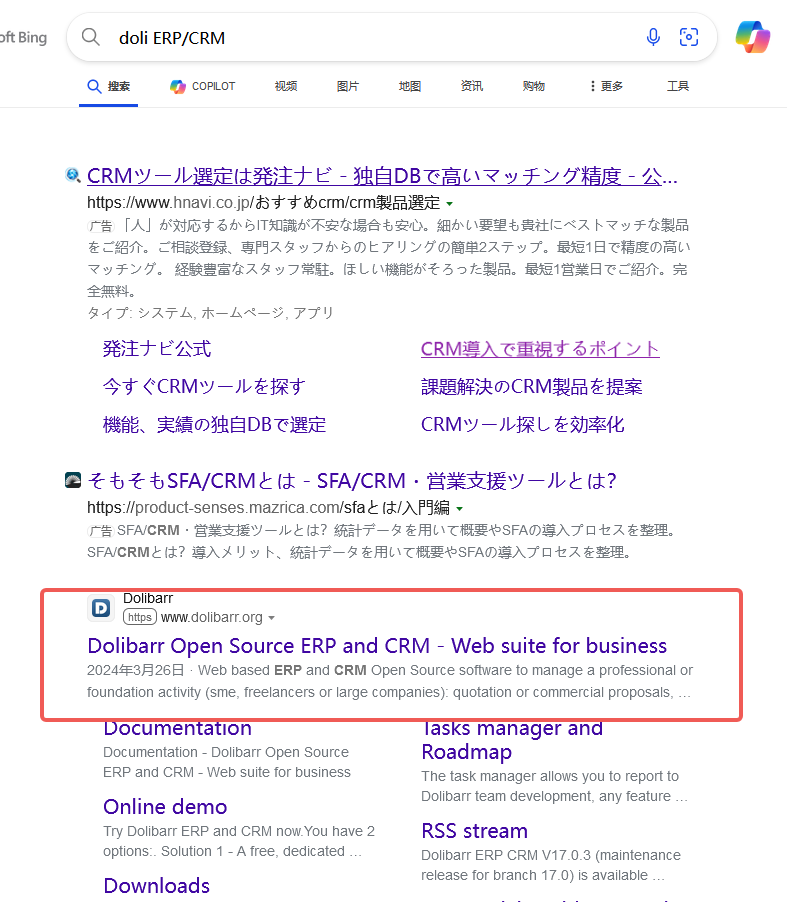 oft Bing
doli ERP/CRM
搜索 COPILOT 视频 图片 地图 资讯 购物 更多 工具
CRMツール選定は発注ナビ - 独自DBで高いマッチング精度 - 公...
https://www.hnavi.co.jp/おすすめcrm/crm製品選定
广告 「人」が対応するからIT知識が不安な場合も安心。細かい要望も貴社にベストマッチな製品
をご紹介。ご相談登録、専門スタッフからのヒアリングの簡単2ステップ。最短1日で精度の高い
マッチング。 経験豊富なスタッフ常駐。ほしい機能がそろった製品。最短1営業日でご紹介。完
全無料。
タイプ: システム, ホームページ, アプリ
発注ナビ公式 CRM導入で重視するポイント
今すぐCRMツールを探す 課題解決のCRM製品を提案
機能、実績の独自DBで選定 CRMツール探しを効率化
そもそもSFA/CRMとは - SFA/CRM・営業支援ツールとは?
https://product-senses.mazrica.com/sfaとは/入門編
广告 SFA/CRM・営業支援ツールとは? 統計データを用いて概要やSFAの導入プロセスを整理。
SFA/CRMとは? 導入メリット、統計データを用いて概要やSFAの導入プロセスを整理。
Dolibarr
https www.dolibarr.org
Dolibarr Open Source ERP and CRM - Web suite for business
2024年3月26日 · Web based ERP and CRM Open Source software to manage a professional or
foundation activity (sme, freelancers or large companies): quotation or commercial proposals, ...
Documentation
Documentation - Dolibarr Open Source
ERP and CRM - Web suite for business
Online demo
Try Dolibarr ERP and CRM now.You have 2
options:. Solution 1 - A free, dedicated ...
Downloads
Tasks manager and
Roadmap
The task manager allows you to report to
Dolibarr team development, any feature ...
RSS stream
Dolibarr ERP CRM V17.0.3 (maintenance
release for branch 17.0) is available ...